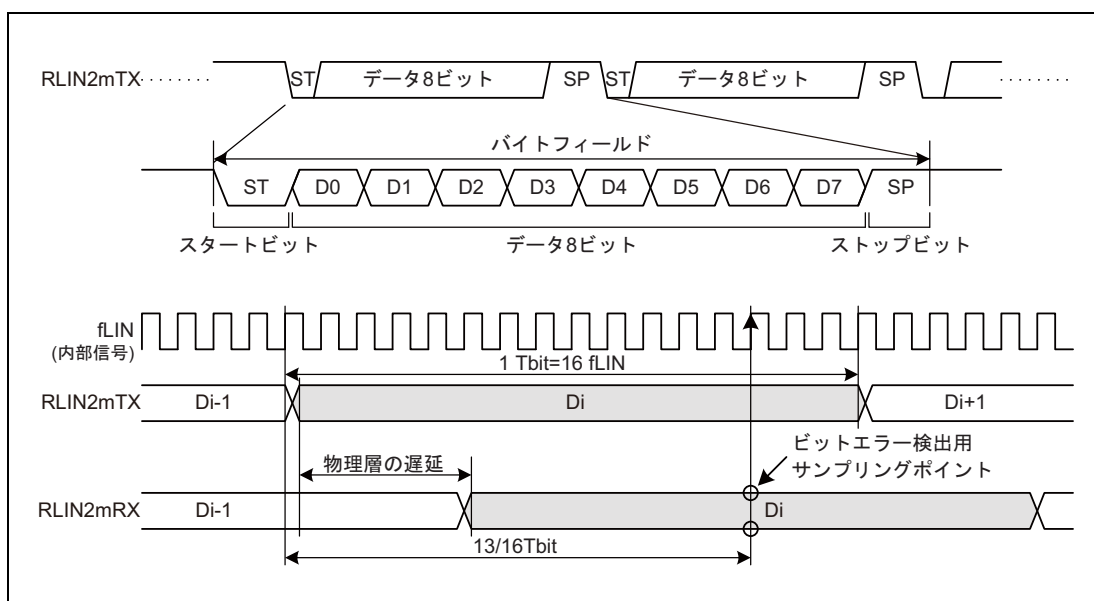 RLIN2mTX ST データ8ビット SP ST データ8ビット SP
バイトフィールド
ST D0 D1 D2 D3 D4 D5 D6 D7 SP
スタートビット データ8ビット ストップビット
fLIN
(内部信号)
1 Tbit=16 fLIN
RLIN2mTX Di-1 Di Di+1
ビットエラー検出用
サンプリングポイント
物理層の遅延
RLIN2mRX Di-1 Di
13/16Tbit